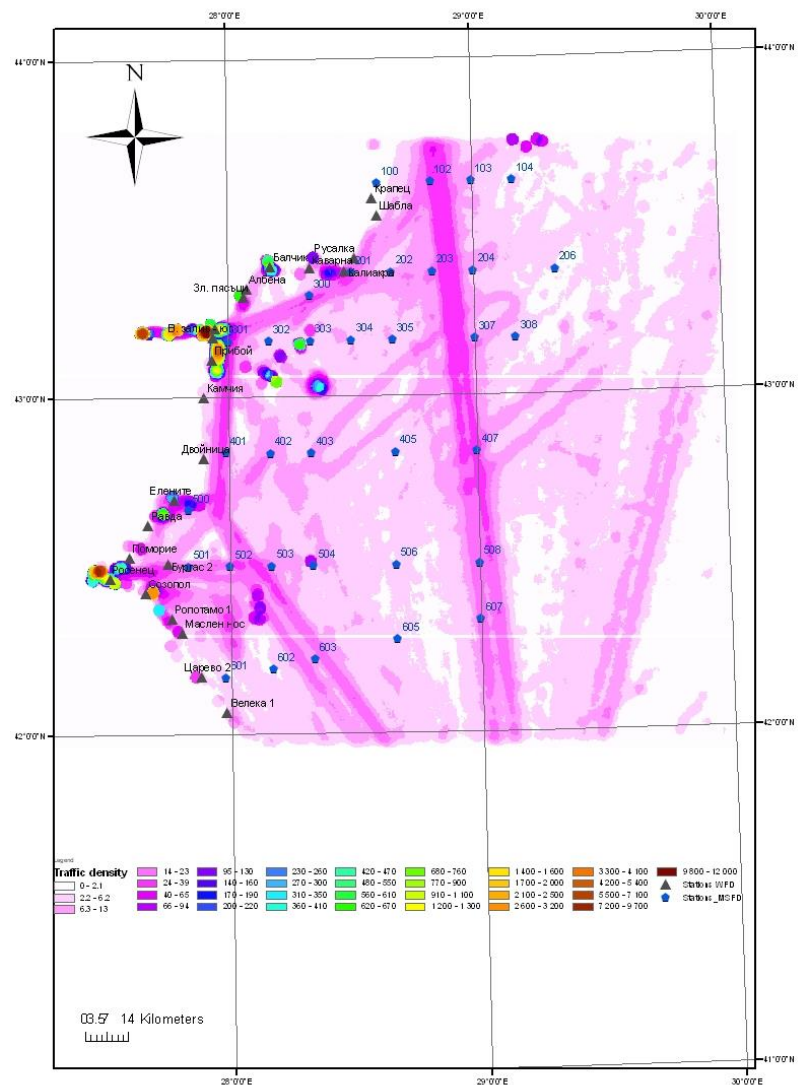 28°0'0"E 29°0'0"E 30°0'0"E
44°0'0"N 44°0'0"N
N
100 102 103 104
Крапец
Шабла
Русалка
Балчик Каварна 201 202 203 204 206
Калиакра
Албена
Зл. пясъци 300
301 302 303 304 305 307 308
Прибой
43°0'0"N 43°0'0"N
Камчия
Двойница 401 402 403 405 407
Елените
500
Равда
Поморие
Бургас 2 501 502 503 504 506 508
Росенец
Созопол
Ропотамо 1 607
Маслен нос
605
Царево 2 601 602 603
Велека 1
42°0'0"N 42°0'0"N
Legend
Traffic density
0 - 2.1
2.2 - 6.2
6.3 - 13
14 - 23
24 - 39
40 - 65
66 - 94
95 - 130
140 - 160
170 - 190
200 - 220
230 - 260
270 - 300
310 - 350
360 - 410
420 - 470
480 - 550
560 - 610
620 - 670
680 - 760
770 - 900
910 - 1 100
1 200 - 1 300
1 400 - 1 600
1 700 - 2 000
2 100 - 2 500
2 600 - 3 200
3 300 - 4 100
4 200 - 5 400
5 500 - 7 100
7 200 - 9 700
9 800 - 12 000
Stations WFD
Stations_MSFD
03.57 14 Kilometers
41°0'0"N
28°0'0"E 29°0'0"E 30°0'0"E